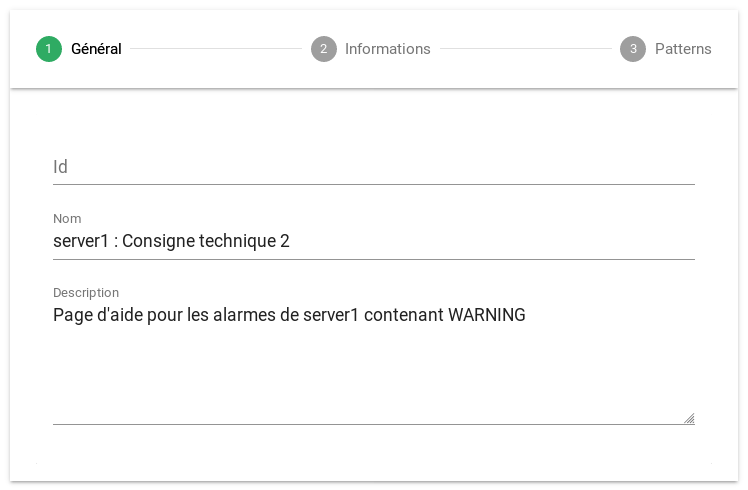 1 Général 2 Informations 3 Patterns
Id
Nom
server1 : Consigne technique 2
Description
Page d'aide pour les alarmes de server1 contenant WARNING